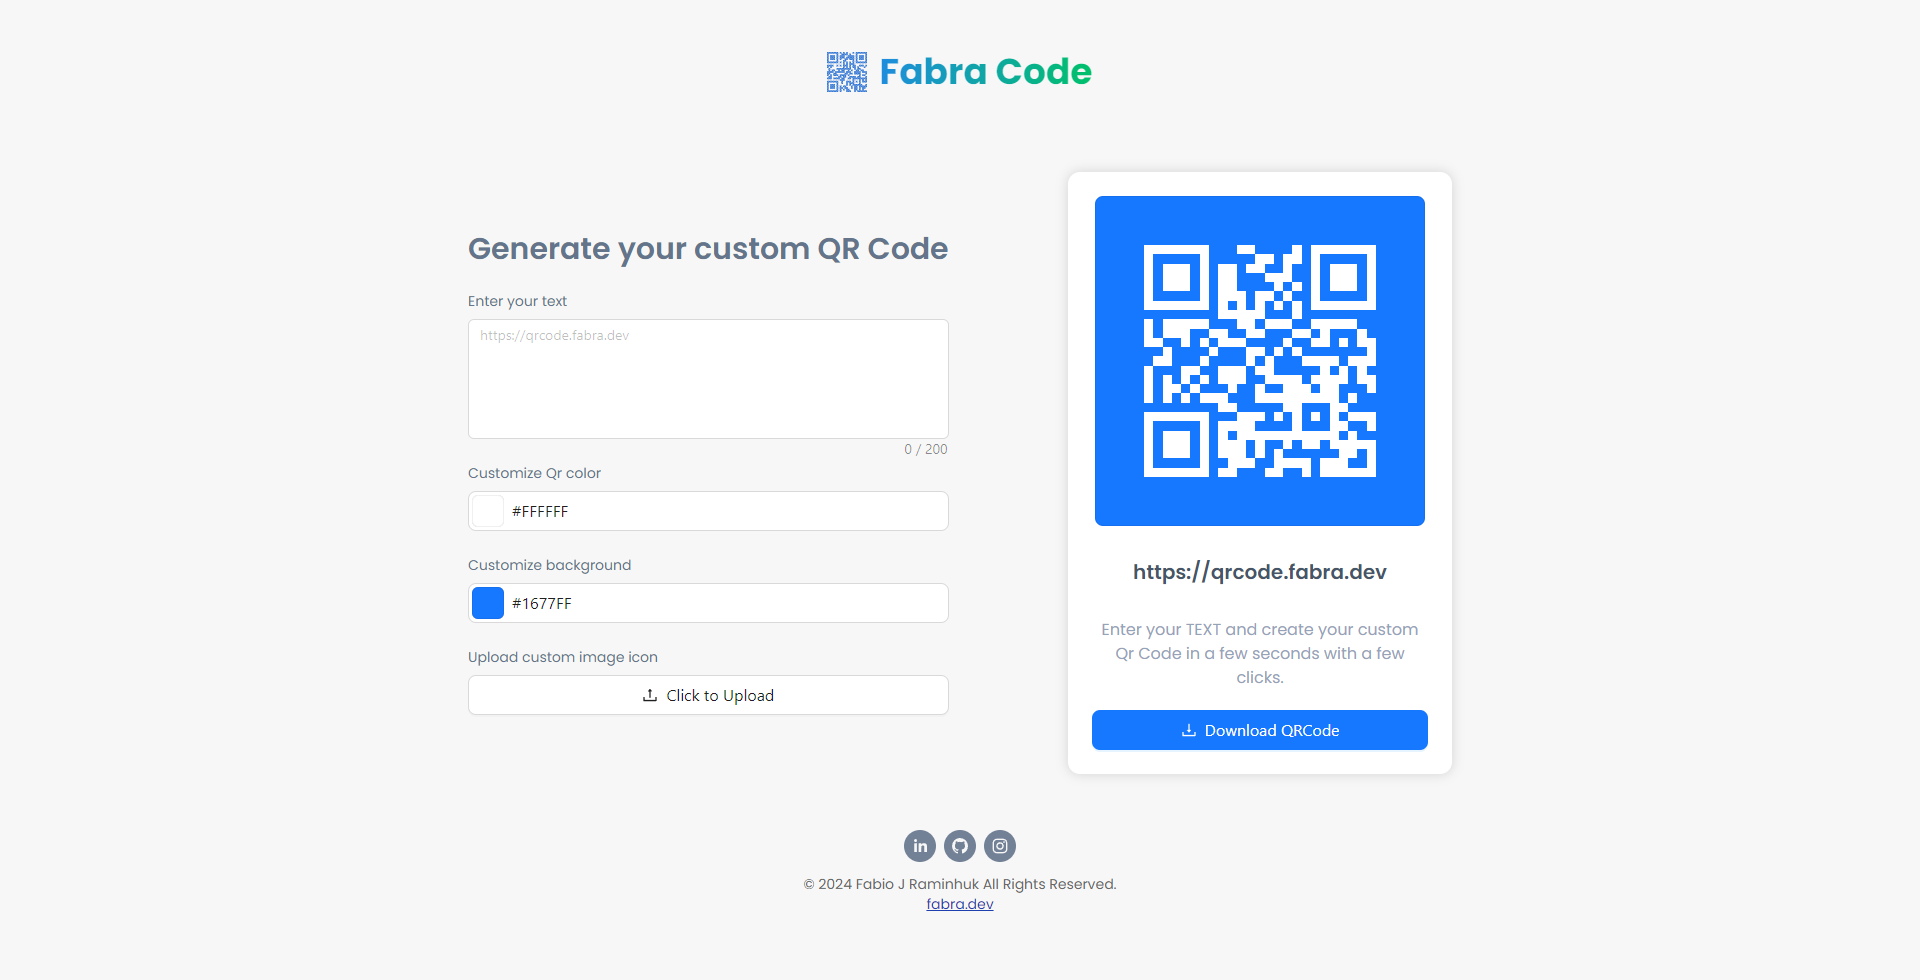 Fabra Code
Generate your custom QR Code
Enter your text
https://qrcode.fabra.dev
0 / 200
Customize Qr color
#FFFFFF
Customize background
#1677FF
Upload custom image icon
Click to Upload
https://qrcode.fabra.dev
Enter your TEXT and create your custom
Qr Code in a few seconds with a few
clicks.
Download QRCode
in
© 2024 Fabio J Raminhuk All Rights Reserved.
fabra.dev